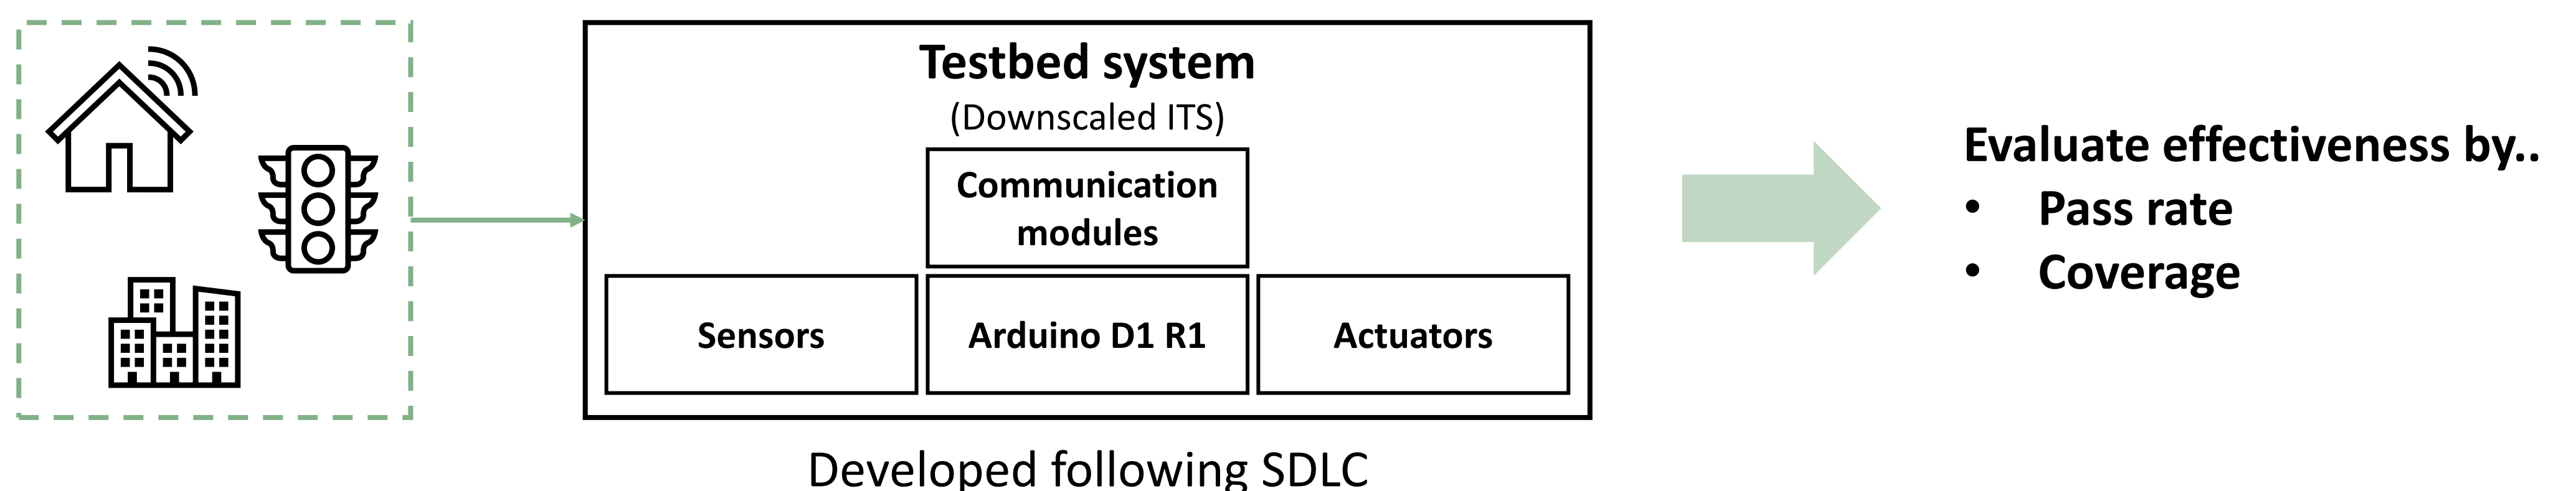 Testbed system
(Downscaled ITS)
Communication
modules
Sensors
Arduino D1 R1
Actuators
Developed following SDLC
Evaluate effectiveness by..
• Pass rate
• Coverage